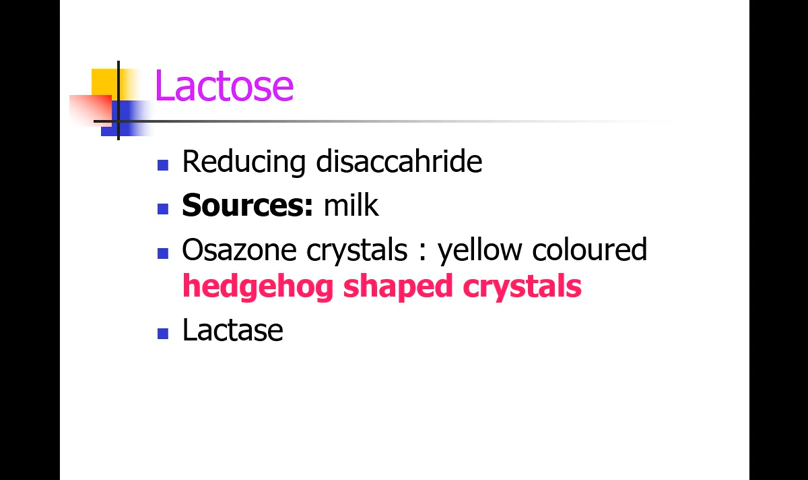 Lactose
Reducing disaccahride
Sources: milk
Osazone crystals : yellow coloured
hedgehog shaped crystals
Lactase